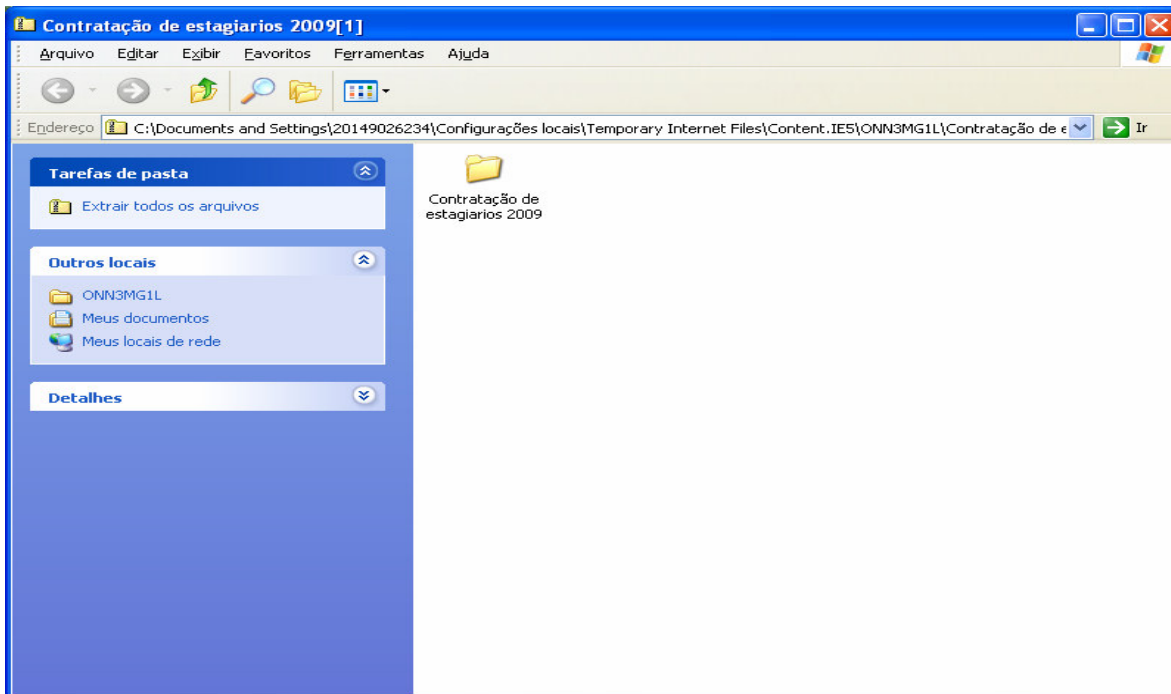 Contratação de estagiarios 2009[1]
Arquivo Editar Exibir Favoritos Ferramentas Ajuda
Endereço C:\Documents and Settings\20149026234\Configurações locais\Temporary Internet Files\Content.IE5\ONN3MG1L\Contratação de e Ir
Tarefas de pasta
Extrair todos os arquivos
Outros locais
ONN3MG1L
Meus documentos
Meus locais de rede
Detalhes
Contratação de
estagiarios 2009